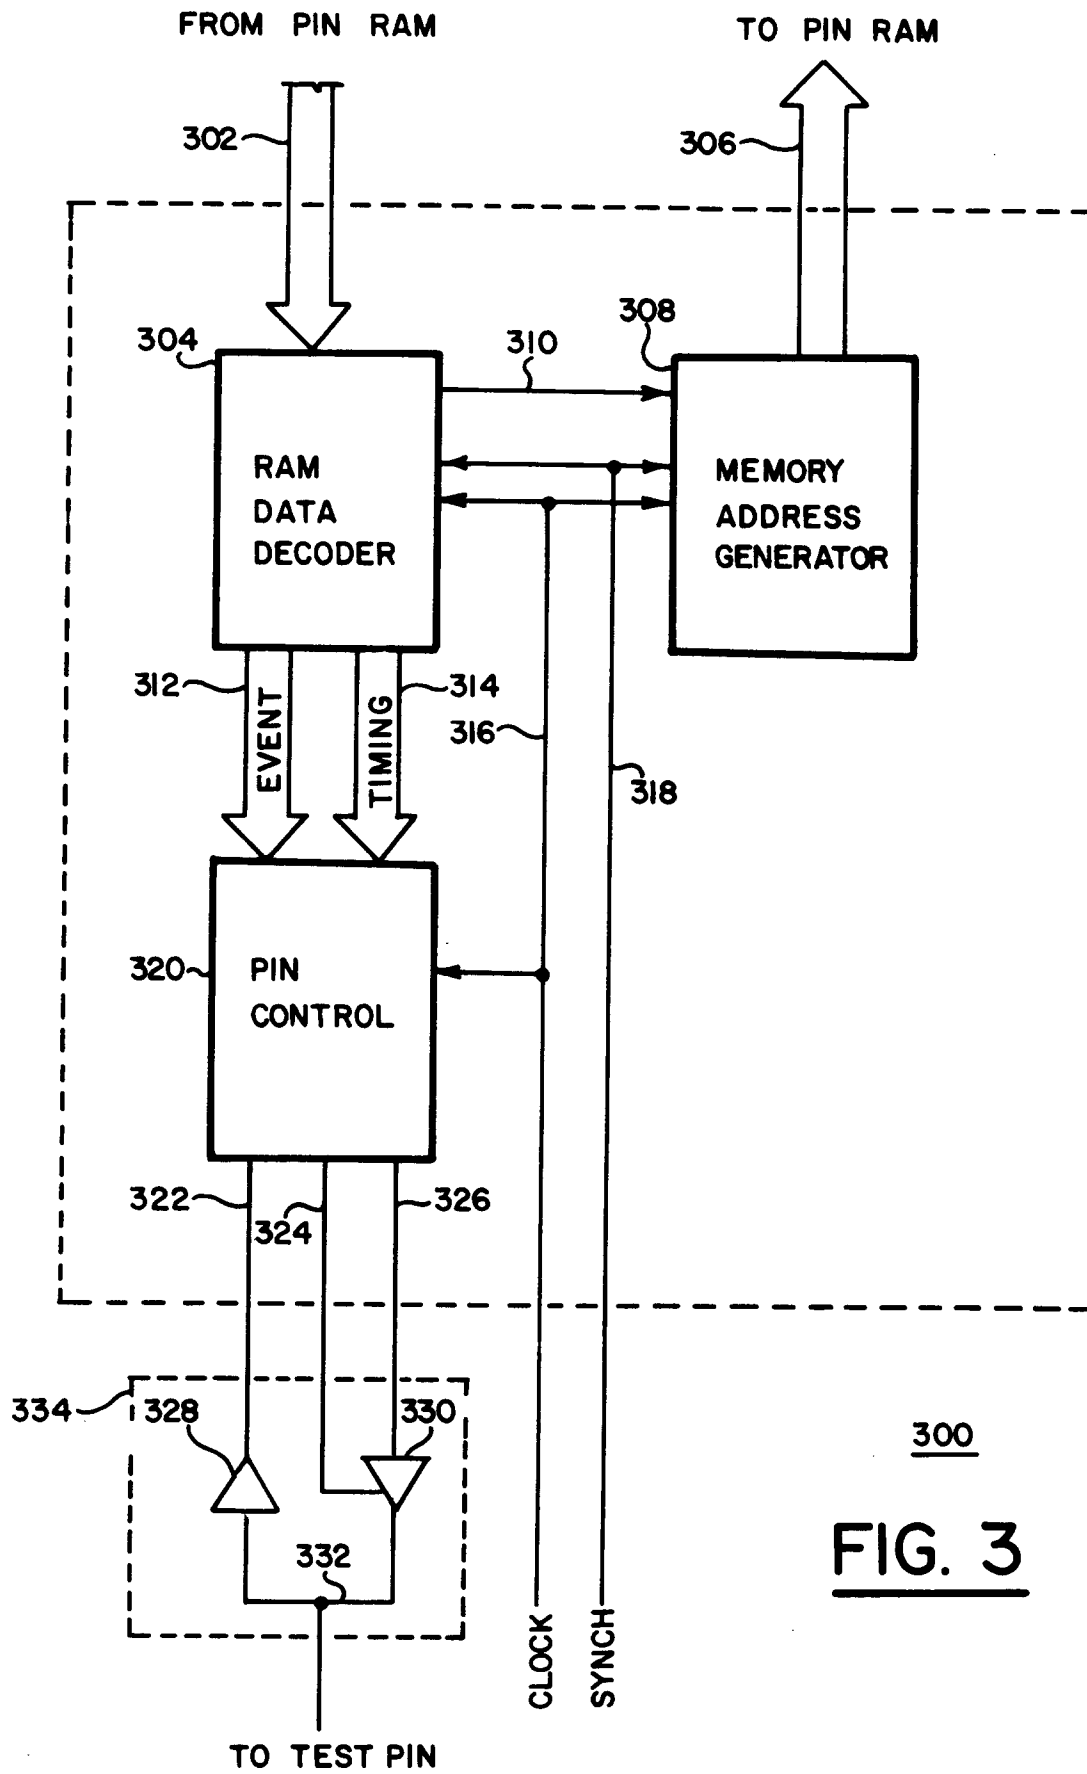 FROM PIN RAM
TO PIN RAM
302
306
304
310
308
RAM
DATA
DECODER
MEMORY
ADDRESS
GENERATOR
312
EVENT
TIMING
314
316
318
320
PIN
CONTROL
322
324
326
334
328
330
332
300
FIG. 3
CLOCK
SYNCH
TO TEST PIN